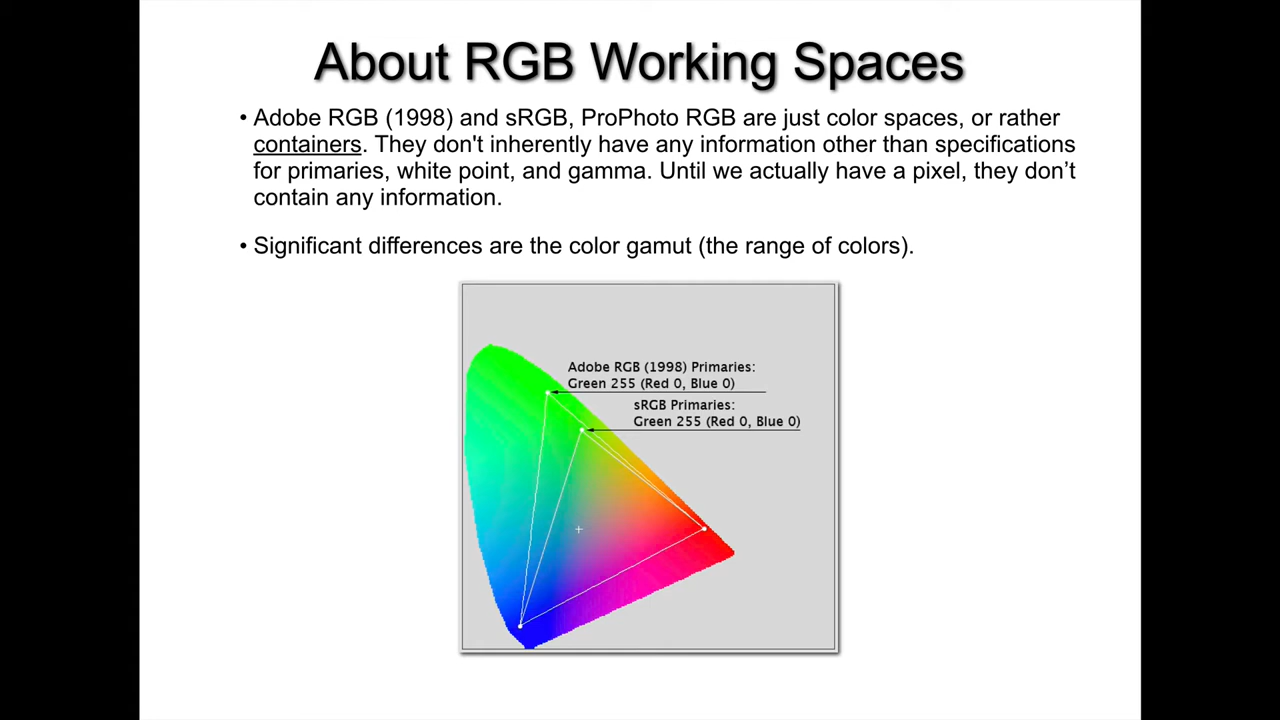 About RGB Working Spaces
• Adobe RGB (1998) and sRGB, ProPhoto RGB are just color spaces, or rather
containers. They don't inherently have any information other than specifications
for primaries, white point, and gamma. Until we actually have a pixel, they don’t
contain any information.
• Significant differences are the color gamut (the range of colors).
Adobe RGB (1998) Primaries:
Green 255 (Red 0, Blue 0)
sRGB Primaries:
Green 255 (Red 0, Blue 0)